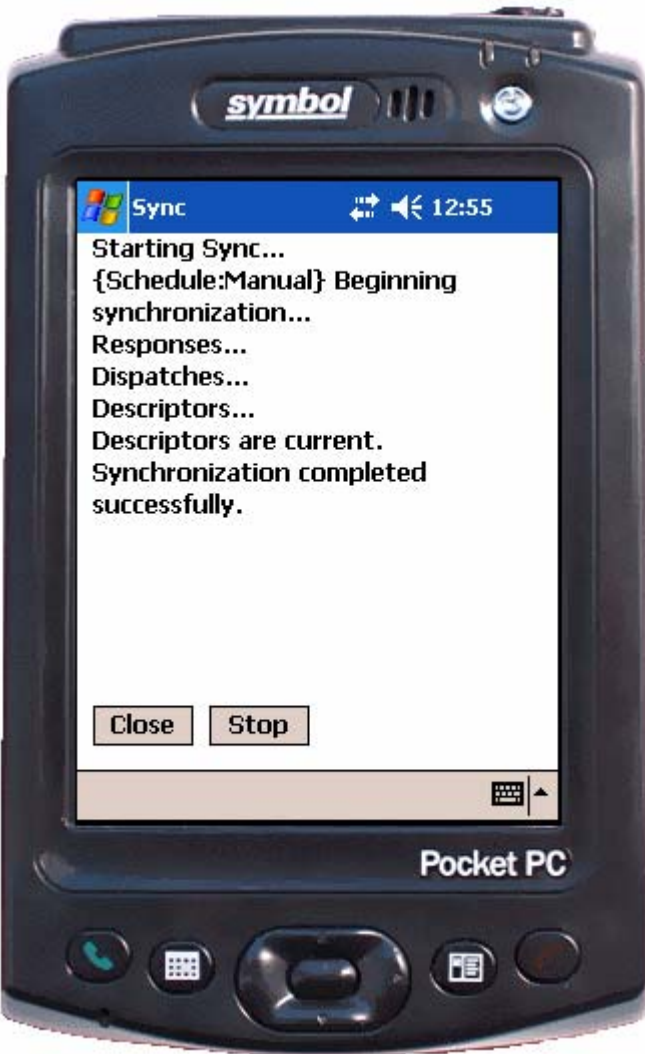 symbol
Sync 12:55
Starting Sync...
{Schedule:Manual} Beginning
synchronization...
Responses...
Dispatches...
Descriptors...
Descriptors are current.
Synchronization completed
successfully.
Close Stop
Pocket PC